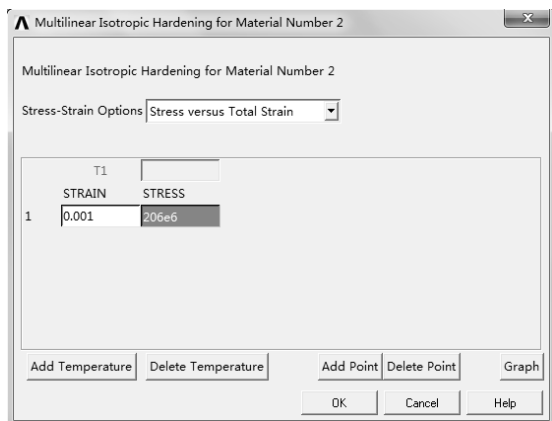 Multilinear Isotropic Hardening for Material Number 2
Multilinear Isotropic Hardening for Material Number 2
Stress-Strain Options Stress versus Total Strain
T1
STRAIN STRESS
1 0.001 206e6
Add Temperature Delete Temperature Add Point Delete Point Graph
OK Cancel Help